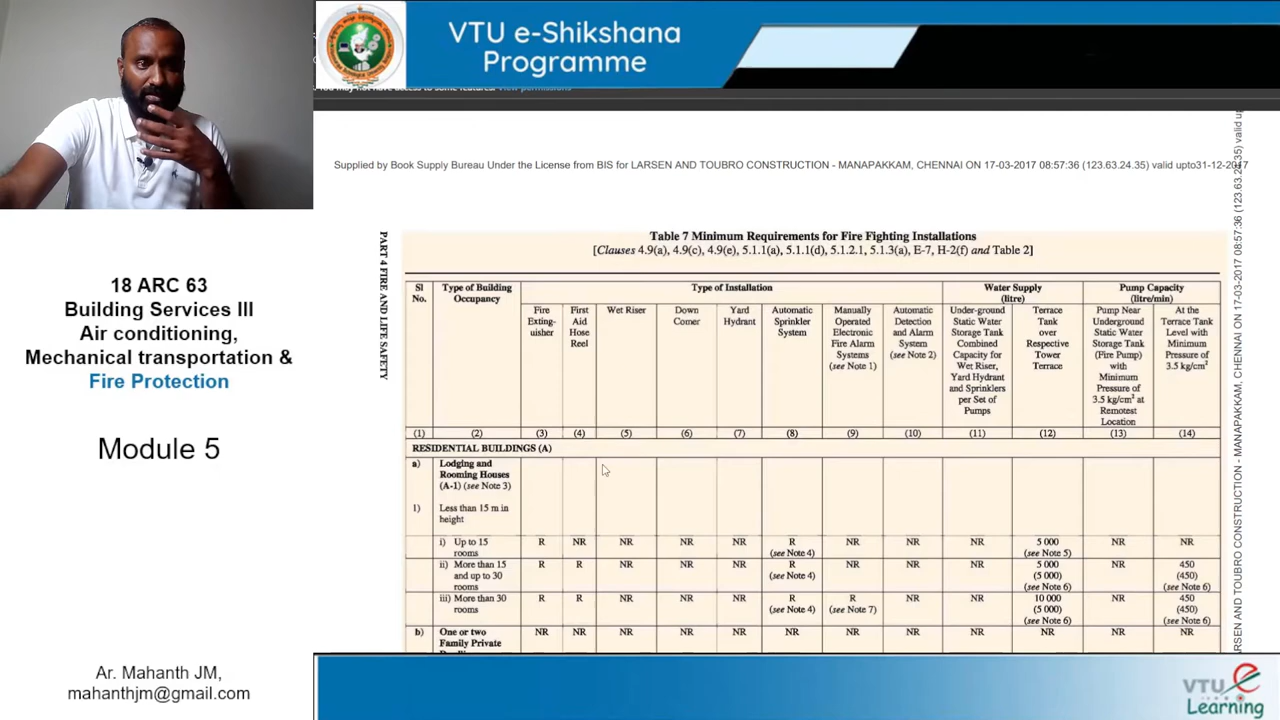 VTU e-Shikshana
Programme
Supplied by Book Supply Bureau Under the License from BIS for LARSEN AND TOUBRO CONSTRUCTION - MANAPAKKAM, CHENNAI ON 17-03-2017 08:57:36 (123.63.24.35) valid upto31-12-2017
PART 4 FIRE AND LIFE SAFETY
Table 7 Minimum Requirements for Fire Fighting Installations
[Clauses 4.9(a), 4.9(c), 4.9(e), 5.1.1(a), 5.1.1(d), 5.1.2.1, 5.1.3(a), E-7, H-2(f) and Table 2]
Sl No. Type of Building Occupancy Type of Installation Water Supply (litre) Pump Capacity (litre/min)
Fire Extinguisher First Aid Hose Reel Wet Riser Down Comer Yard Hydrant Automatic Sprinkler System Manually Operated Electronic Fire Alarm Systems (see Note 1) Automatic Detection and Alarm System (see Note 2) Under-ground Static Water Storage Tank Combined Capacity for Wet Riser, Yard Hydrant and Sprinklers per Set of Pumps Terrace Tank over Respective Tower Terrace Pump Near Underground Static Water Storage Tank (Fire Pump) with Minimum Pressure of 3.5 kg/cm² at Remotest Location At the Terrace Tank Level with Minimum Pressure of 3.5 kg/cm²
(1) (2) (3) (4) (5) (6) (7) (8) (9) (10) (11) (12) (13) (14)
RESIDENTIAL BUILDINGS (A)
a) Lodging and Rooming Houses (A-1) (see Note 3)
1) Less than 15 m in height
i) Up to 15 rooms R NR NR NR NR R (see Note 4) NR NR NR 5 000 (see Note 5) NR NR
ii) More than 15 and up to 30 rooms R R NR NR NR R (see Note 4) NR NR NR 5 000 (5 000) (see Note 6) NR 450 (450) (see Note 6)
iii) More than 30 rooms R R NR NR NR R (see Note 4) R (see Note 7) NR NR 10 000 (5 000) (see Note 6) NR 450 (450) (see Note 6)
b) One or two Family Private NR NR NR NR NR NR NR NR NR NR NR NR
18 ARC 63
Building Services III
Air conditioning,
Mechanical transportation &
Fire Protection
Module 5
Ar. Mahanth JM,
mahanthjm@gmail.com
VTU
Learning